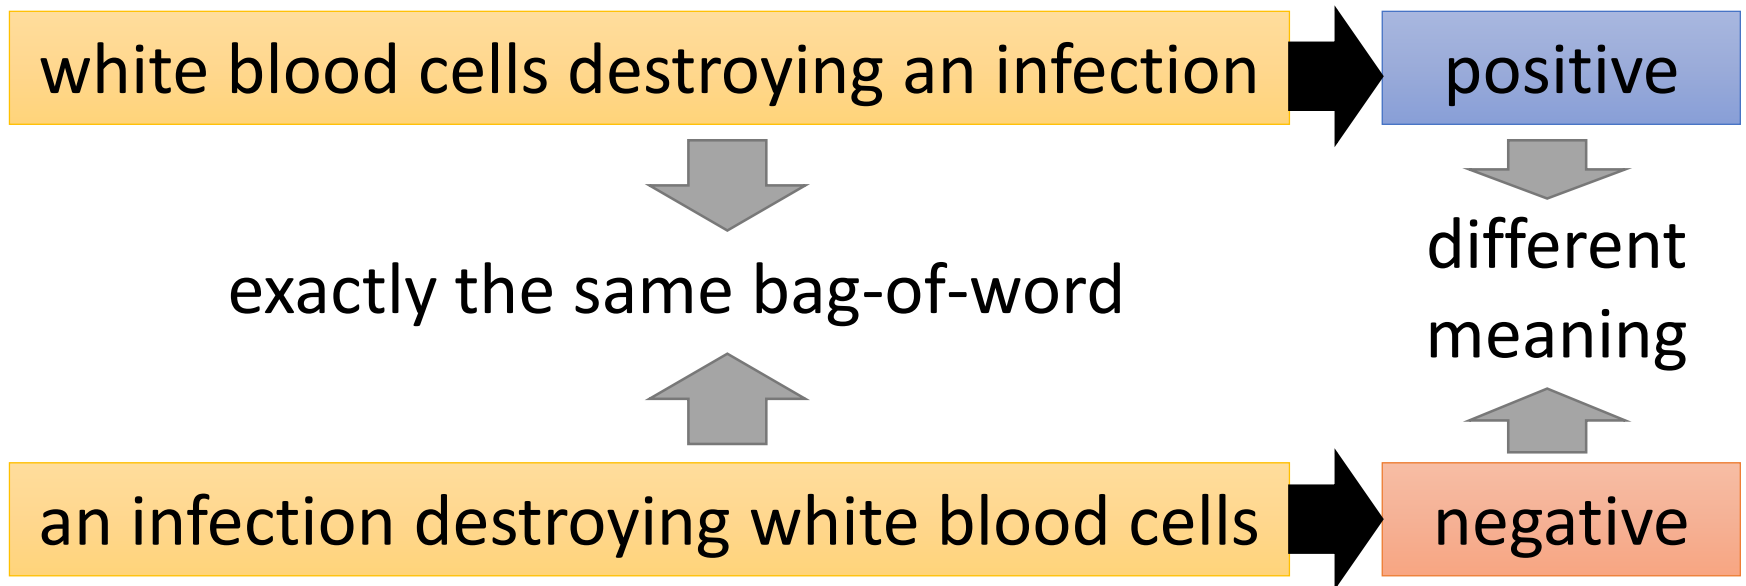 white blood cells destroying an infection
positive
exactly the same bag-of-word
different
meaning
an infection destroying white blood cells
negative